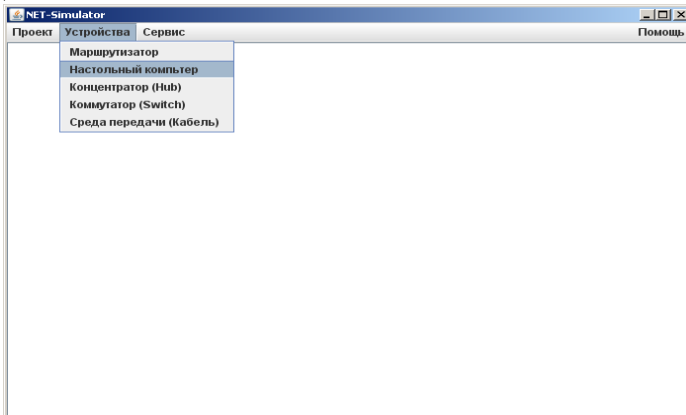 NET-Simulator
Проект Устройства Сервис Помощь
Маршрутизатор
Настольный компьтер
Концентратор (Hub)
Коммутатор (Switch)
Среда передачи (Кабель)